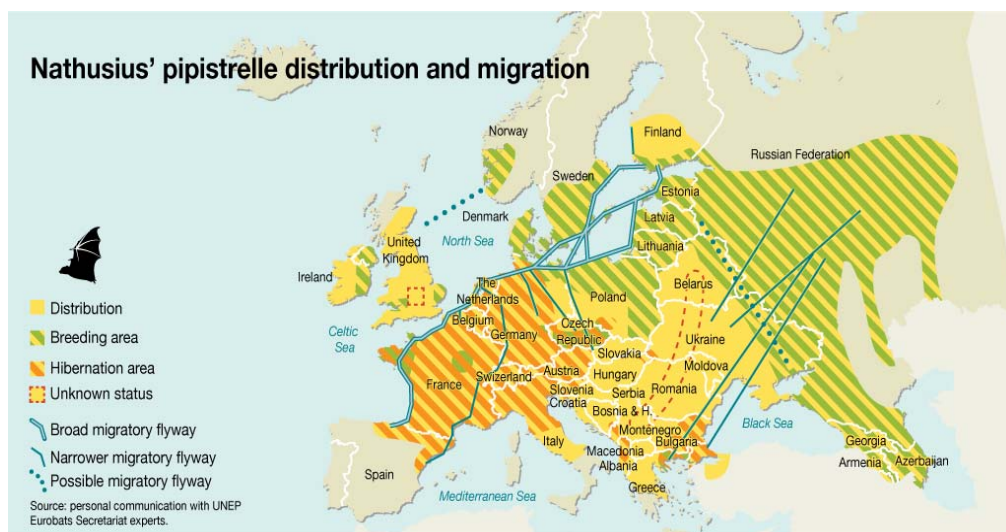 Nathusius' pipistrelle distribution and migration
Norway
Finland
Russian Federation
Sweden
Estonia
Latvia
Denmark
North Sea
Lithuania
United
Kingdom
Ireland
Belarus
The
Netherlands
Poland
Belgium
Celtic
Sea
Germany
Czech
Republic
Ukraine
Slovakia
Moldova
France
Swizerland
Austria
Hungary
Slovenia
Croatia
Serbia
Romania
Bosnia & H.
Black Sea
Italy
Montenegro
Bulgaria
Macedonia
Albania
Georgia
Armenia
Azerbaijan
Spain
Greece
Mediterranean Sea
Distribution
Breeding area
Hibernation area
Unknown status
Broad migratory flyway
Narrower migratory flyway
Possible migratory flyway
Source: personal communication with UNEP
Eurobats Secretariat experts.